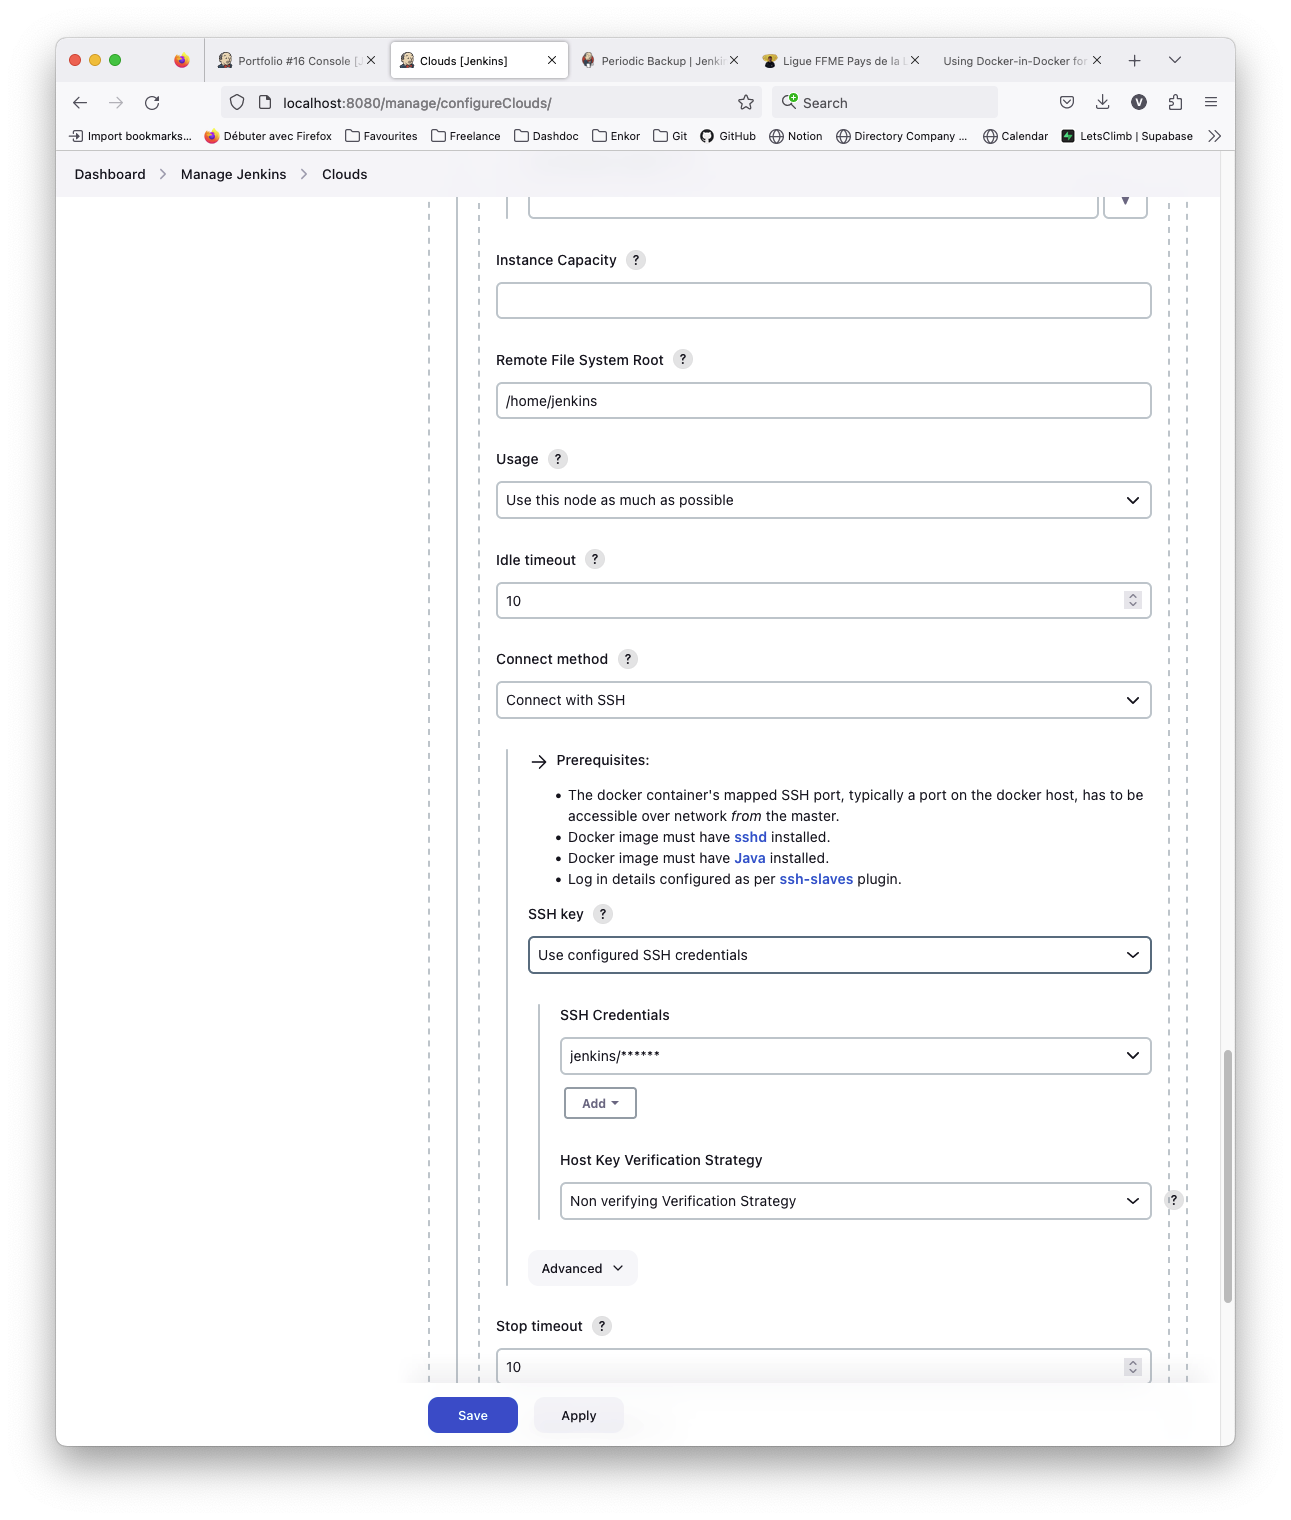 Portfolio #16 Console [J
Clouds [Jenkins]
Periodic Backup | Jenkin
Ligue FFME Pays de la L
Using Docker-in-Docker for
localhost:8080/manage/configureClouds/
Search
V
Import bookmarks...
Débuter avec Firefox
Favourites
Freelance
Dashdoc
Enkor
Git
GitHub
Notion
Directory Company ...
Calendar
LetsClimb | Supabase
Dashboard > Manage Jenkins > Clouds
Instance Capacity ?
Remote File System Root ?
/home/jenkins
Usage ?
Use this node as much as possible
Idle timeout ?
10
Connect method ?
Connect with SSH
→ Prerequisites:
• The docker container's mapped SSH port, typically a port on the docker host, has to be
accessible over network from the master.
• Docker image must have sshd installed.
• Docker image must have Java installed.
• Log in details configured as per ssh-slaves plugin.
SSH key ?
Use configured SSH credentials
SSH Credentials
jenkins/******
Add
Host Key Verification Strategy
Non verifying Verification Strategy ?
Advanced
Stop timeout ?
10
Save
Apply